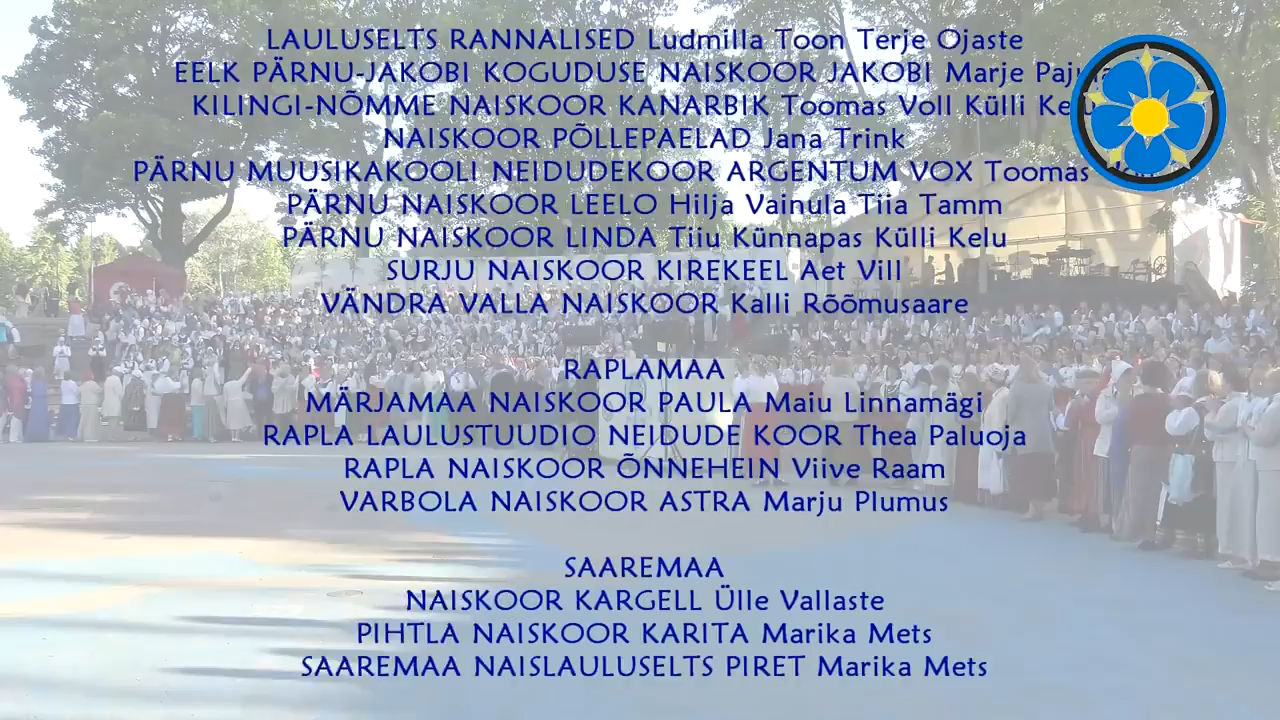 LAULUSELTS RANNALISED Ludmilla Toon Terje Ojaste
EELK PÄRNU-JAKOBI KOGUDUSE NAISKOOR JAKOBI Marje
KILINGI-NÕMME NAISKOOR KANARBIK Toomas Voll Külli Kelu
NAISKOOR PÕLLEPAELAD Jana Trink
PÄRNU MUUSIKAKOOLI NEIDUDEKOOR ARGENTUM VOX Toomas
PÄRNU NAISKOOR LEELO Hilja Vainula Tiia Tamm
PÄRNU NAISKOOR LINDA Tiiu Künnapas Külli Kelu
SURJU NAISKOOR KIREKEEL Aet Vill
VÄNDRA VALLA NAISKOOR Kalli Rõõmusaare
RAPLAMAA
MÄRJAMAA NAISKOOR PAULA Maiu Linnamägi
RAPLA LAULUSTUUDIO NEIDUDE KOOR Thea Paluoja
RAPLA NAISKOOR ÕNNEHEIN Viive Raam
VARBOLA NAISKOOR ASTRA Marju Plumus
SAAREMAA
NAISKOOR KARGELL Ülle Vallaste
PIHTLA NAISKOOR KARITA Marika Mets
SAAREMAA NAISLAULUSELTS PIRET Marika Mets